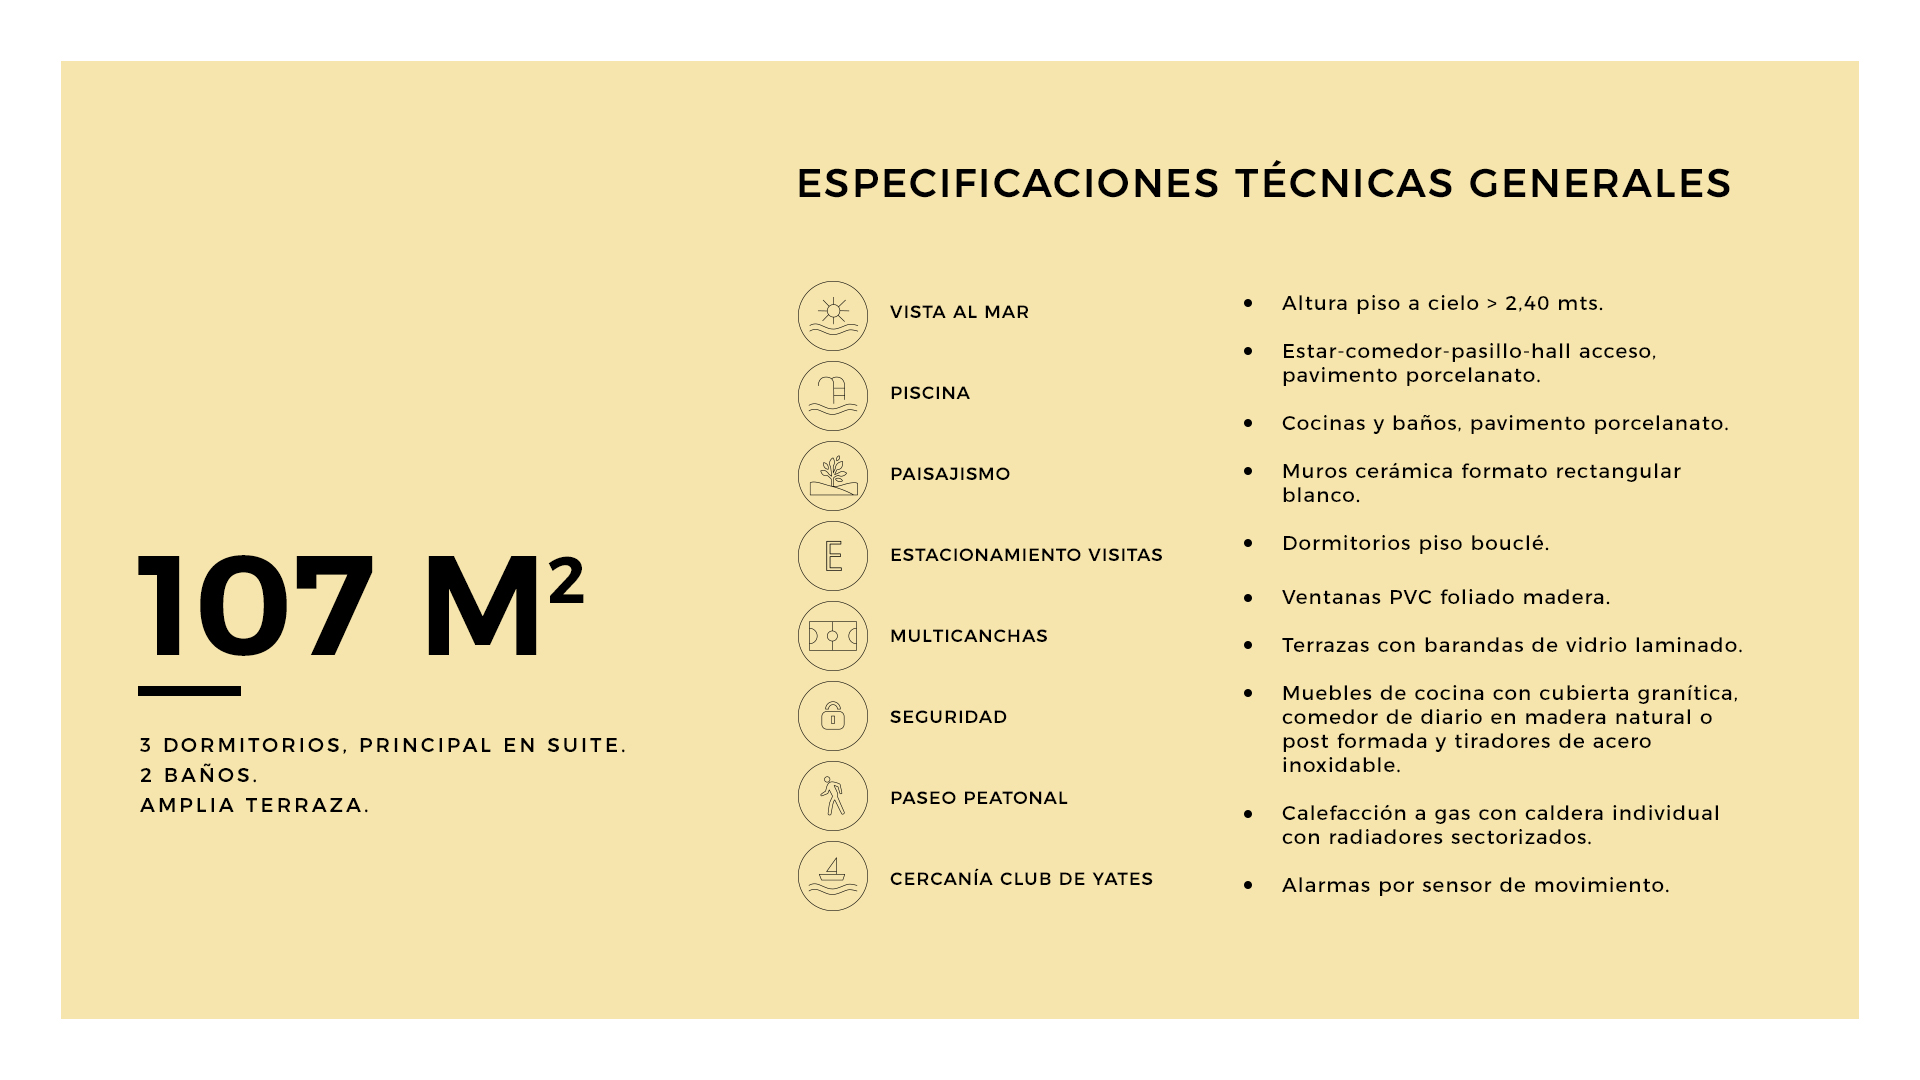 107 M²
3 DORMITORIOS, PRINCIPAL EN SUITE.
2 BAÑOS.
AMPLIA TERRAZA.
ESPECIFICACIONES TÉCNICAS GENERALES
VISTA AL MAR
PISCINA
PAISAJISMO
E
ESTACIONAMIENTO VISITAS
MULTICANCHAS
SEGURIDAD
PASEO PEATONAL
CERCANÍA CLUB DE YATES
• Altura piso a cielo > 2,40 mts.
• Estar-comedor-pasillo-hall acceso,
pavimento porcelanato.
• Cocinas y baños, pavimento porcelanato.
• Muros cerámica formato rectangular
blanco.
• Dormitorios piso bouclé.
• Ventanas PVC foliado madera.
• Terrazas con barandas de vidrio laminado.
• Muebles de cocina con cubierta granítica,
comedor de diario en madera natural o
post formada y tiradores de acero
inoxidable.
• Calefacción a gas con caldera individual
con radiadores sectorizados.
• Alarmas por sensor de movimiento.